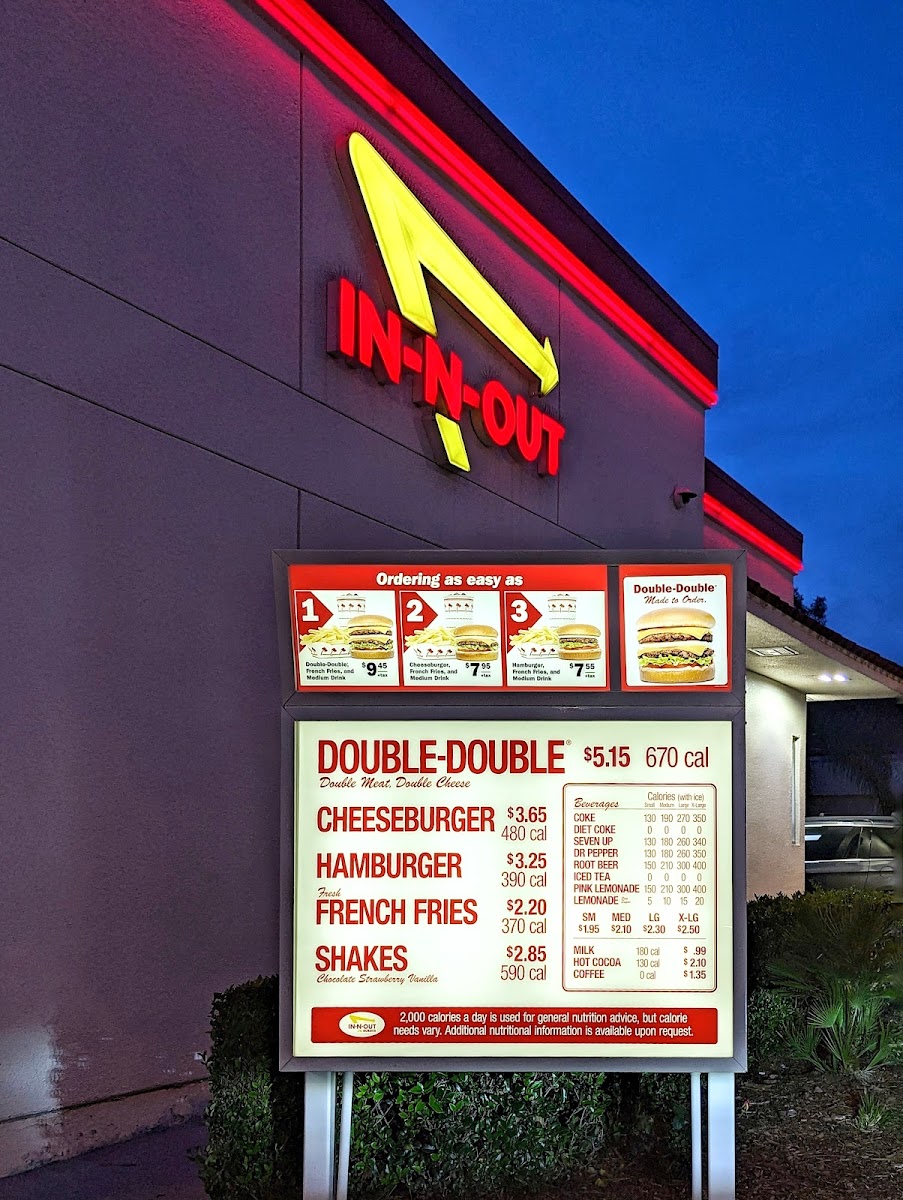 IN-N-OUT
Ordering as easy as
1
Double-Double,
French Fries, and
Medium Drink
$9 45
+tax
2
Cheeseburger,
French Fries, and
Medium Drink
$7 95
+tax
3
Hamburger,
French Fries, and
Medium Drink
$7 55
+tax
Double-Double
Made to Order.
DOUBLE-DOUBLE® $5.15 670 cal
Double Meat, Double Cheese
CHEESEBURGER $3.65
480 cal
HAMBURGER $3.25
390 cal
Fresh
FRENCH FRIES $2.20
370 cal
SHAKES $2.85
Chocolate Strawberry Vanilla 590 cal
Beverages Calories (with ice)
Small Medium Large X-Large
COKE 130 190 270 350
DIET COKE 0 0 0 0
SEVEN UP 130 180 260 340
DR PEPPER 130 180 260 350
ROOT BEER 150 210 300 400
ICED TEA 0 0 0 0
PINK LEMONADE 150 210 300 400
LEMONADE 5 10 15 20
SM MED LG X-LG
$1.95 $2.10 $2.30 $2.50
MILK 180 cal $ .99
HOT COCOA 130 cal $2.10
COFFEE 0 cal $1.35
IN-N-OUT
2,000 calories a day is used for general nutrition advice, but calorie
needs vary. Additional nutritional information is available upon request.